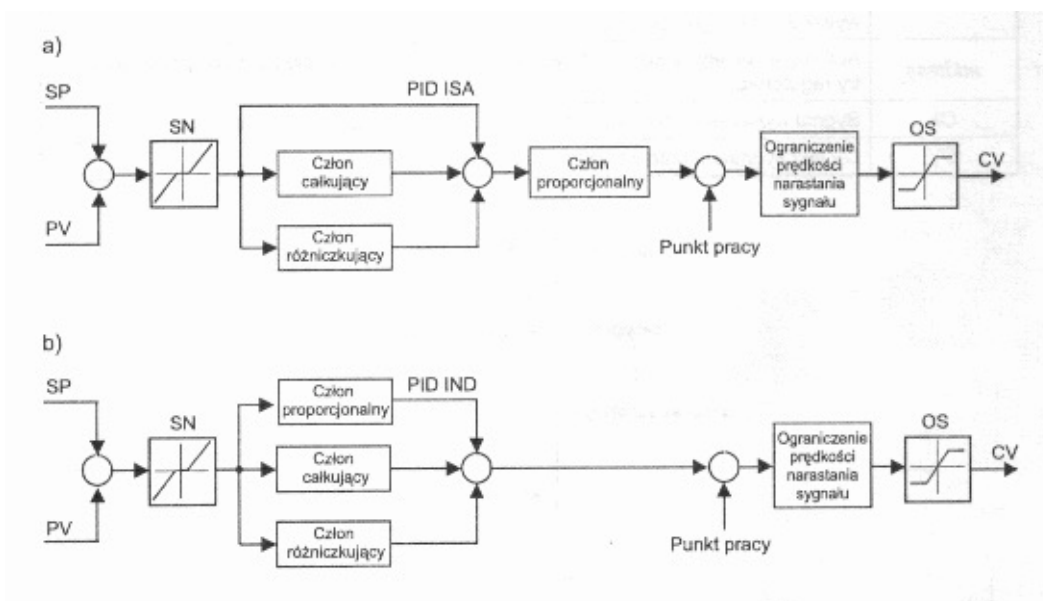 a)
SP
SN
PID ISA
Człon
całkujący
Człon
różniczkujący
PV
Człon
proporcjonalny
Punkt pracy
Ograniczenie
prędkości
narastania
sygnału
OS
CV
b)
SP
SN
Człon
proporcjonalny
PID IND
Człon
całkujący
Człon
różniczkujący
PV
Punkt pracy
Ograniczenie
prędkości
narastania
sygnału
OS
CV